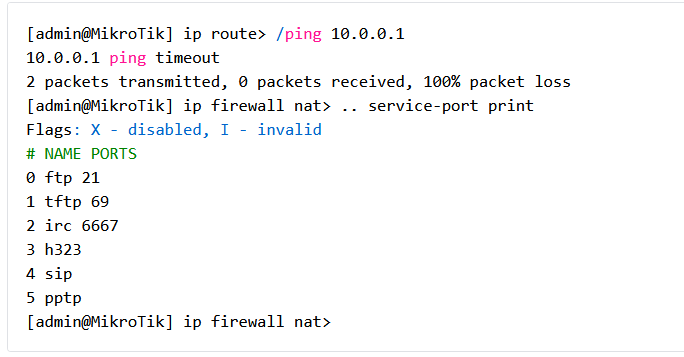 [admin@MikroTik] ip route> /ping 10.0.0.1
10.0.0.1 ping timeout
2 packets transmitted, 0 packets received, 100% packet loss
[admin@MikroTik] ip firewall nat> .. service-port print
Flags: X - disabled, I - invalid
# NAME PORTS
0 ftp 21
1 tftp 69
2 irc 6667
3 h323
4 sip
5 pptp
[admin@MikroTik] ip firewall nat>